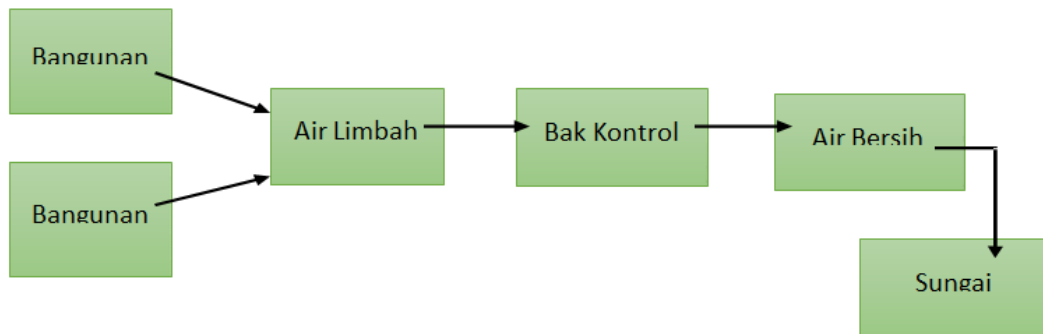 Bangunan
Bangunan
Air Limbah
Bak Kontrol
Air Bersih
Sungai